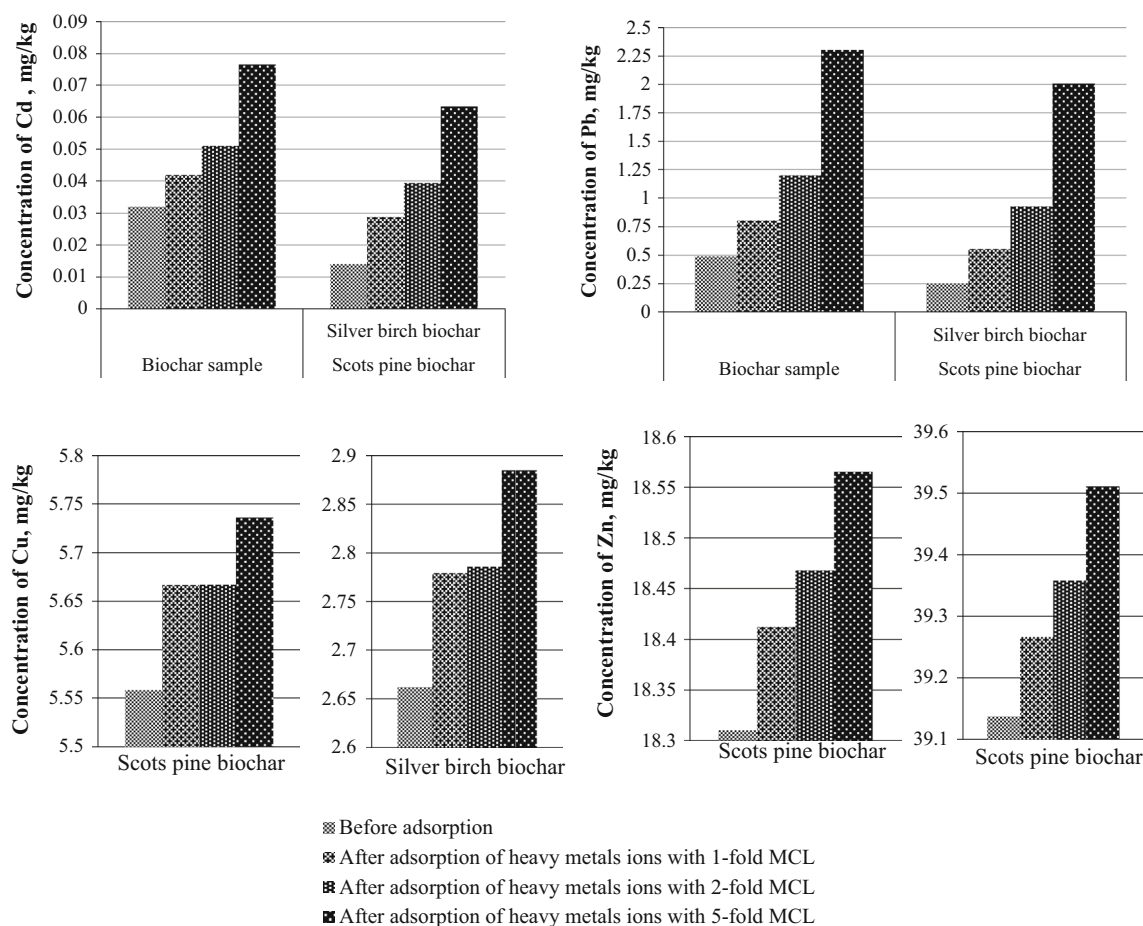 Concentration of Cd , mg/kg
0.09
0.08
0.07
0.06
0.05
0.04
0.03
0.02
0.01
0
Silver birch biochar
Biochar sample
Scots pine biochar
Concentration of Pb, mg/kg
2.5
2.25
2
1.75
1.5
1.25
1
0.75
0.5
0.25
0
Silver birch biochar
Biochar sample
Scots pine biochar
Concentration of Cu, mg/kg
5.8
5.75
5.7
5.65
5.6
5.55
5.5
Scots pine biochar
2.9
2.85
2.8
2.75
2.7
2.65
2.6
Silver birch biochar
Concentration of Zn, mg/kg
18.6
18.55
18.5
18.45
18.4
18.35
18.3
Scots pine biochar
39.6
39.5
39.4
39.3
39.2
39.1
Scots pine biochar
Before adsorption
After adsorption of heavy metals ions with 1-fold MCL
After adsorption of heavy metals ions with 2-fold MCL
After adsorption of heavy metals ions with 5-fold MCL